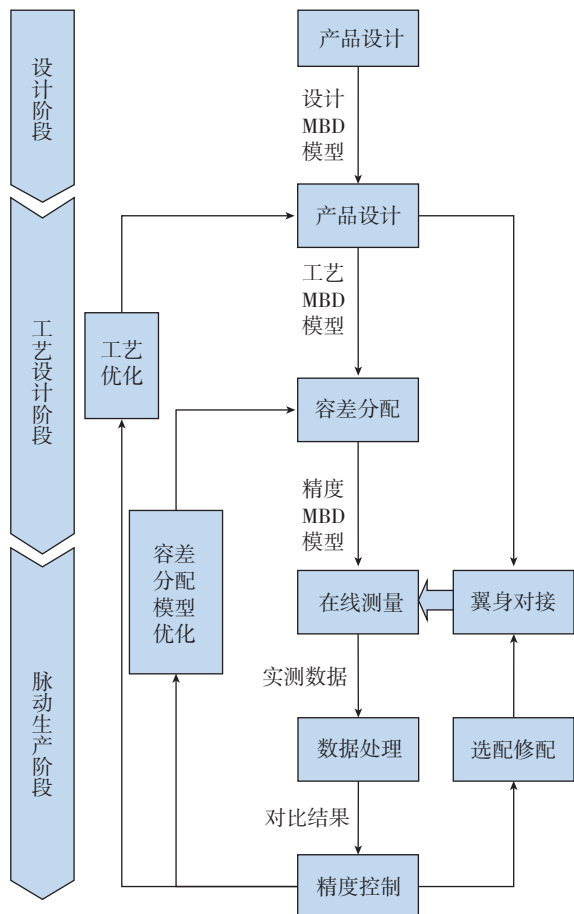 设计阶段
工艺设计阶段
脉动生产阶段
产品设计
设计
MBD
模型
产品设计
工艺
MBD
模型
工艺
优化
容差分配
精度
MBD
模型
容差
分配
模型
优化
在线测量
翼身对接
实测数据
数据处理
选配修配
对比结果
精度控制